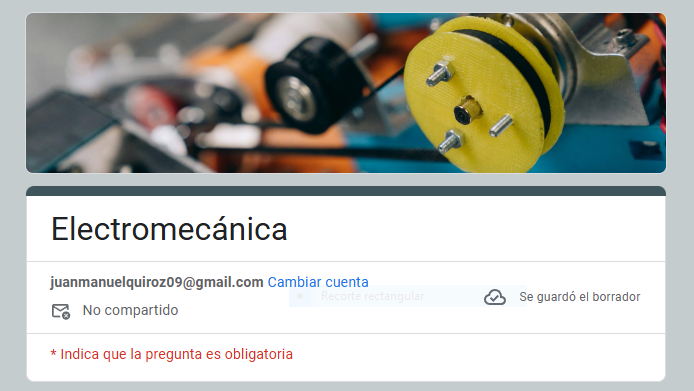 Electromecánica
juanmanuelquiroz09@gmail.com Cambiar cuenta
Recorte rectangular
No compartido
Se guardó el borrador
* Indica que la pregunta es obligatoria